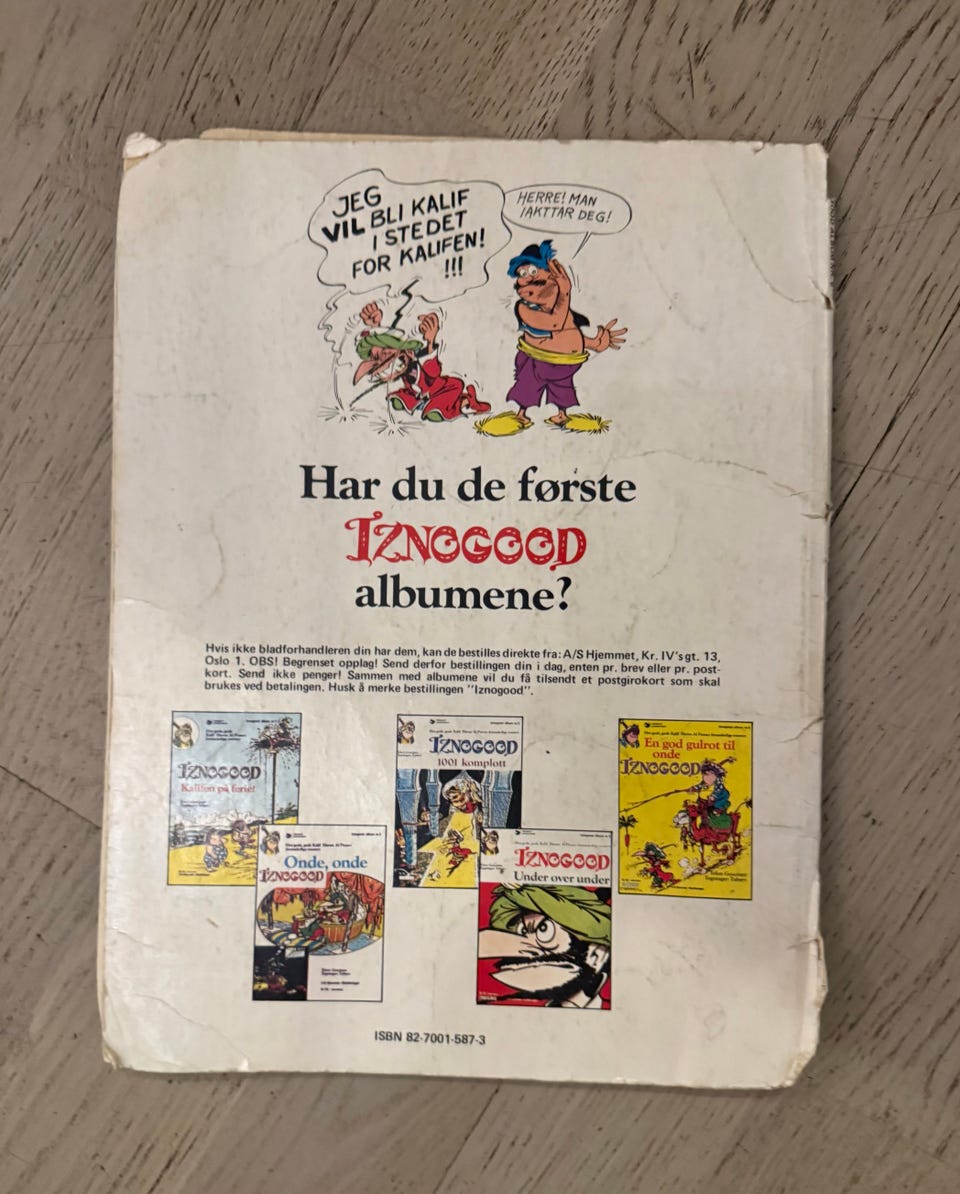 JEG
VIL BLI KALIF
I STEDET
FOR KALIFEN!
!!!
HERRE! MAN
IAKTTAR DEG!
Har du de første
IZNOGOOD
albumene?
Hvis ikke bladforhandleren din har dem, kan de bestilles direkte fra: A/S Hjemmet, Kr. IV's gt. 13,
Oslo 1. OBS! Begrenset opplag! Send derfor bestillingen din i dag, enten pr. brev eller pr. post-
kort. Send ikke penger! Sammen med albumene vil du få tilsendt et postgirokort som skal
brukes ved betalingen. Husk å merke bestillingen "Iznogood".
IZNOGOOD
Kalifen på ferie!
Onde, onde
IZNOGOOD
IZNOGOOD
1001 komplott
IZNOGOOD
Under over under
En god gulrot til
onde
IZNOGOOD
Tekst: Goscinny
Tegninger: Tabary
ISBN 82-7001-587-3